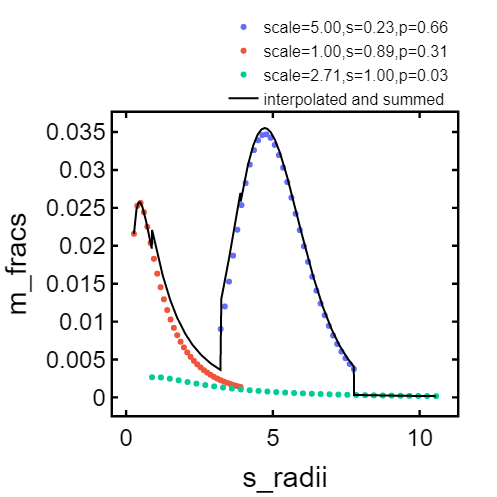 scale=5.00,s=0.23,p=0.66
scale=1.00,s=0.89,p=0.31
scale=2.71,s=1.00,p=0.03
interpolated and summed
0.035
0.03
0.025
0.02
0.015
0.01
0.005
0
m_fracs
0 5 10
s_radii